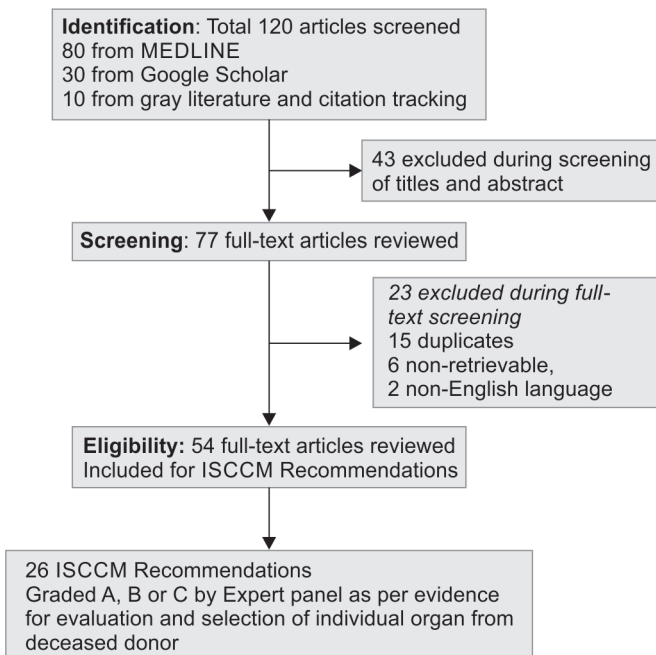 Identification: Total 120 articles screened
80 from MEDLINE
30 from Google Scholar
10 from gray literature and citation tracking
43 excluded during screening
of titles and abstract
Screening: 77 full-text articles reviewed
23 excluded during full-
text screening
15 duplicates
6 non-retrievable,
2 non-English language
Eligibility: 54 full-text articles reviewed
Included for ISCCM Recommendations
26 ISCCM Recommendations
Graded A, B or C by Expert panel as per evidence
for evaluation and selection of individual organ from
deceased donor